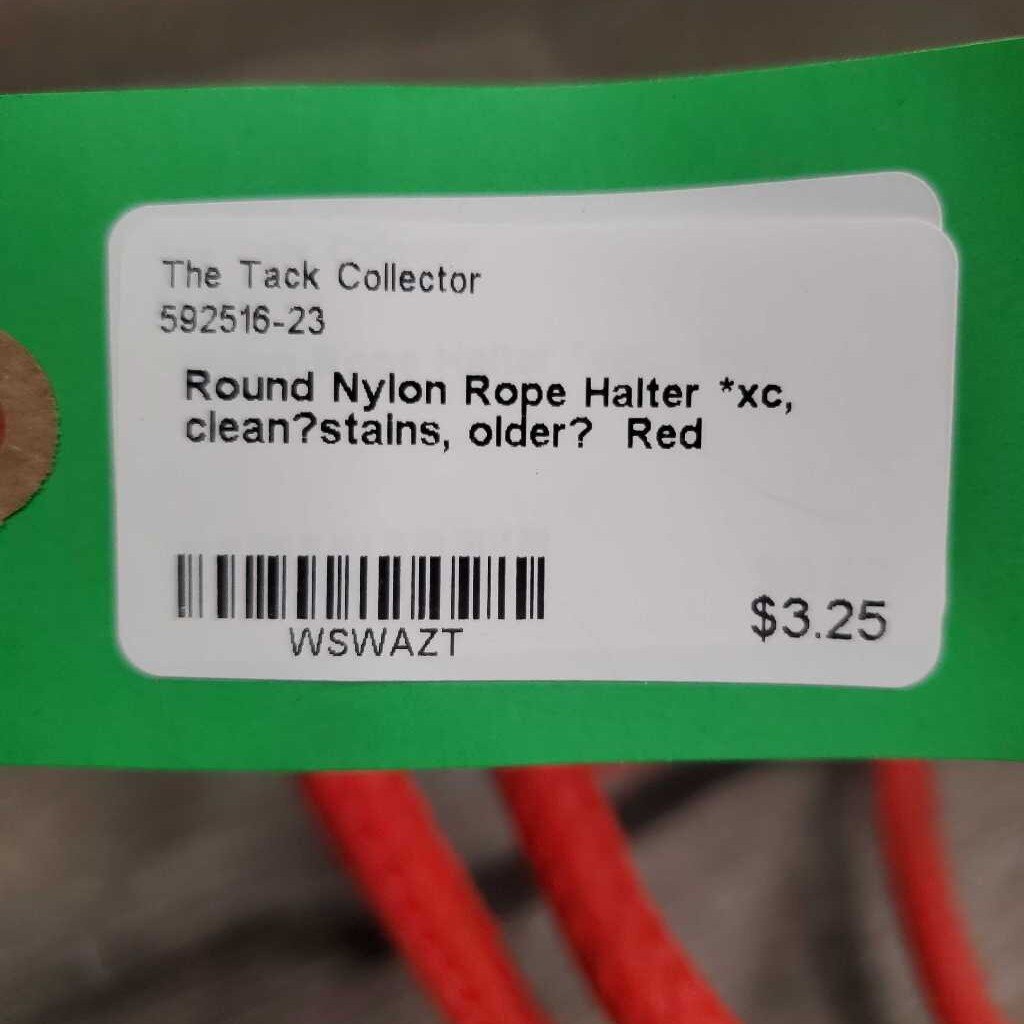 The Tack Collector
592516-23
Round Nylon Rope Halter *xc,
clean?stains, older? Red
WSWAZT
$3.25